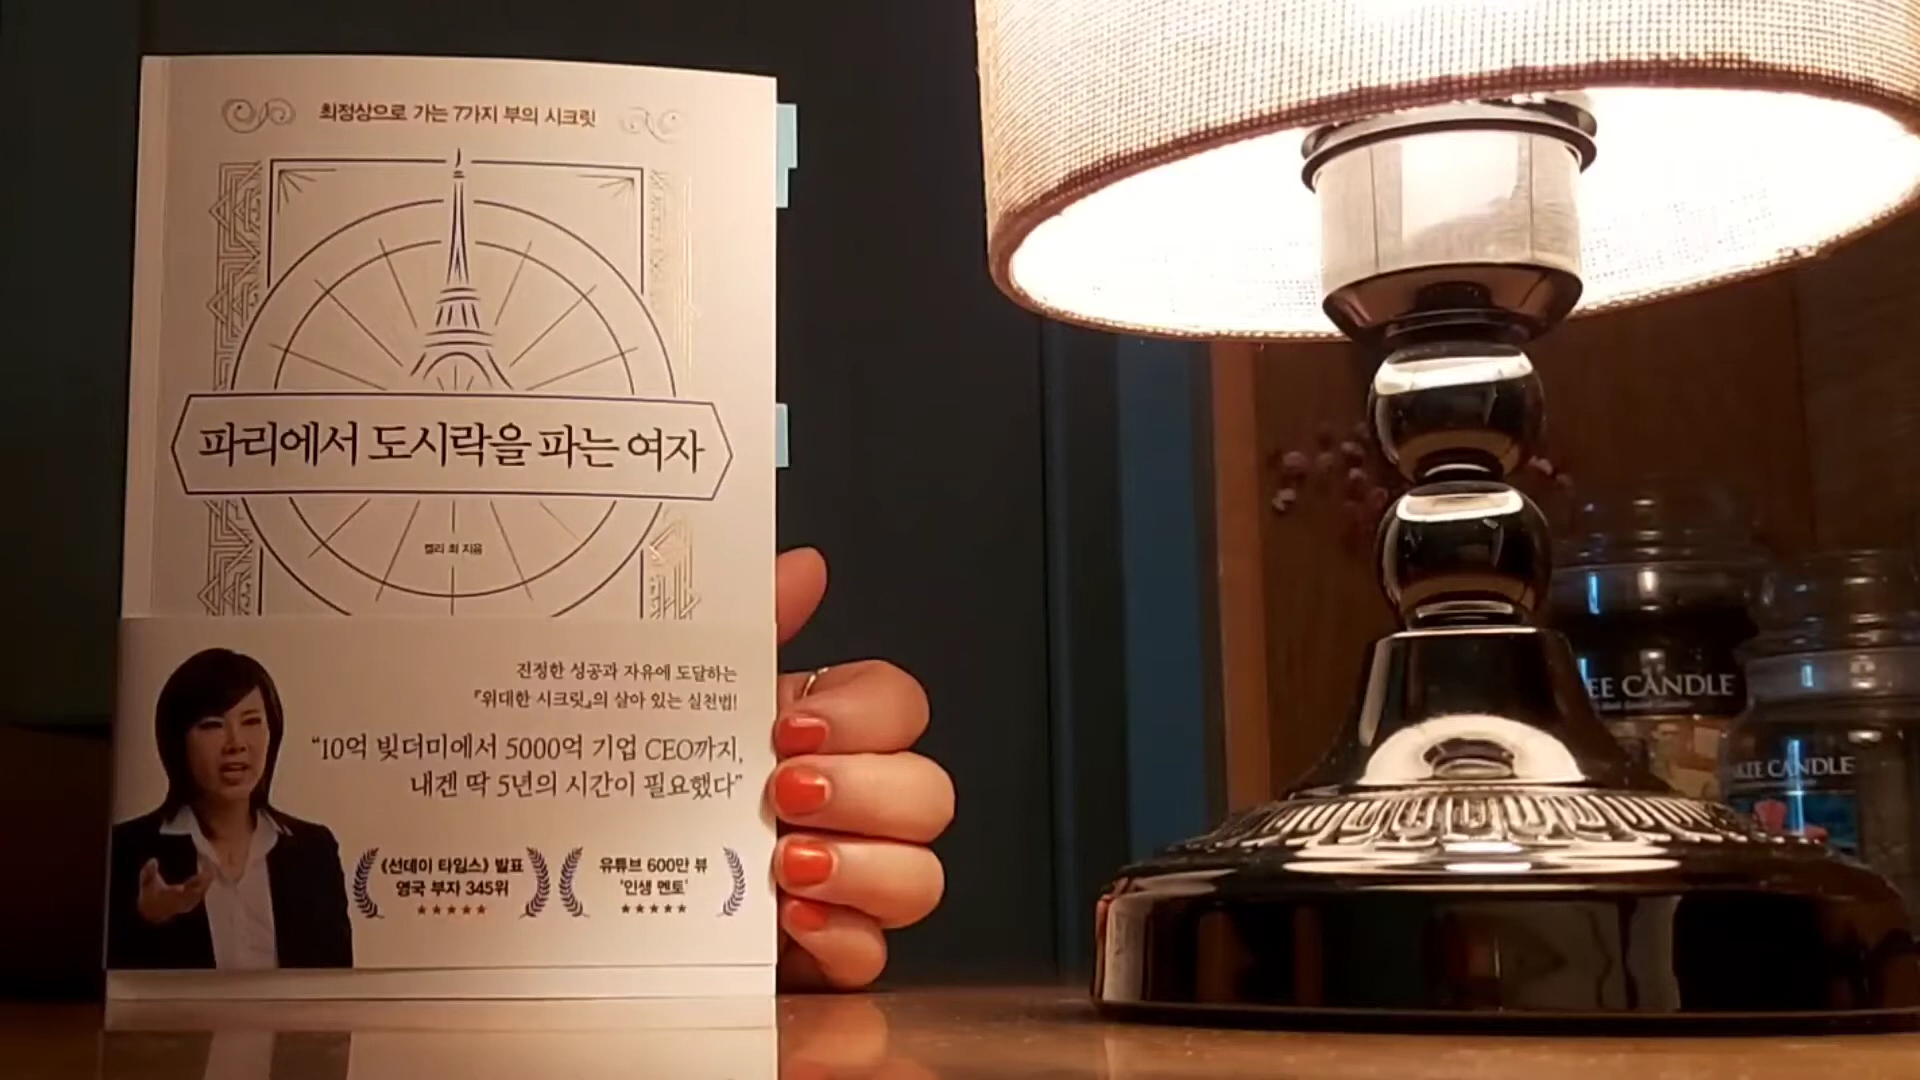 최정상으로 가는 7가지 부의 시크릿
파리에서 도시락을 파는 여자
켈리 최 지음
진정한 성공과 자유에 도달하는
『위대한 시크릿』의 살아 있는 실천법!
“10억 빚더미에서 5000억 기업 CEO까지,
내겐 딱 5년의 시간이 필요했다”
《선데이 타임스》 발표
영국 부자 345위
★★★★★
유튜브 600만 뷰
‘인생 멘토’
★★★★★
EE CANDLE
KEE CANDLE